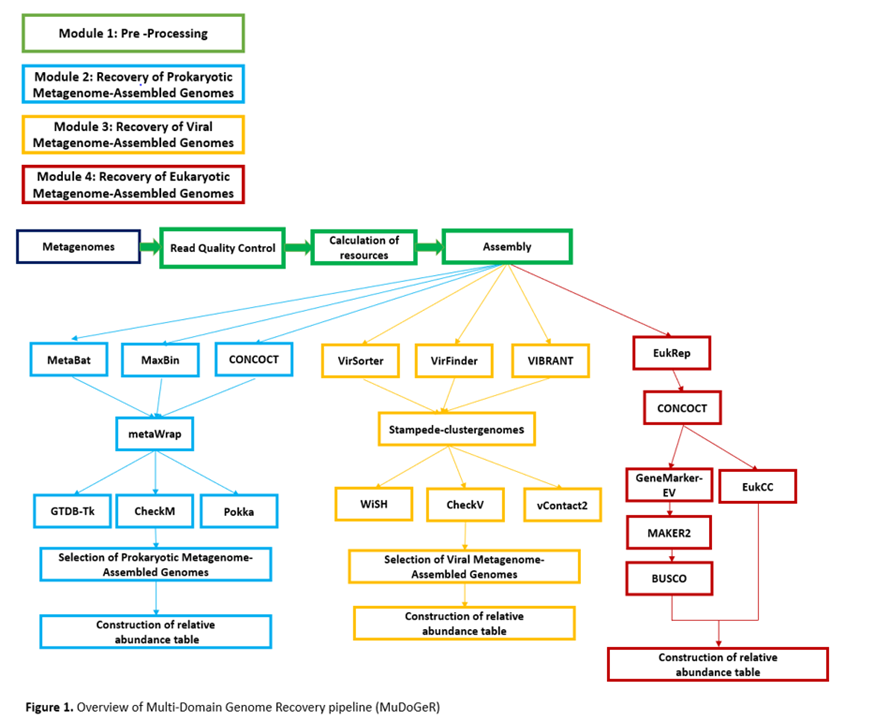 Module 1: Pre -Processing
Module 2: Recovery of Prokaryotic
Metagenome-Assembled Genomes
Module 3: Recovery of Viral
Metagenome-Assembled Genomes
Module 4: Recovery of Eukaryotic
Metagenome-Assembled Genomes
Metagenomes
Read Quality Control
Calculation of
resources
Assembly
MetaBat
MaxBin
CONCOCT
VirSorter
VirFinder
VIBRANT
EukRep
CONCOCT
metaWrap
Stampede-clustergenomes
GeneMarker-
EV
EukCC
GTDB-Tk
CheckM
Pokka
WiSH
CheckV
vContact2
MAKER2
BUSCO
Selection of Prokaryotic Metagenome-
Assembled Genomes
Selection of Viral Metagenome-
Assembled Genomes
Construction of relative
abundance table
Construction of relative
abundance table
Construction of relative
abundance table
Figure 1. Overview of Multi-Domain Genome Recovery pipeline (MuDoGeR)